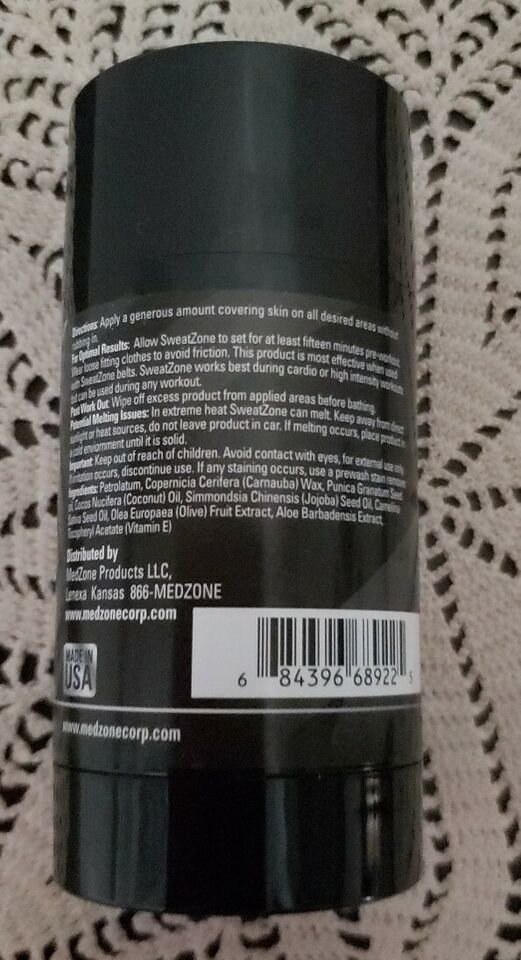 Directions: Apply a generous amount covering skin on all desired areas without
rubbing in.
For Optimal Results: Allow SweatZone to set for at least fifteen minutes pre-workout.
Wear loose fitting clothes to avoid friction. This product is most effective when used
with SweatZone belts. SweatZone works best during cardio or high intensity workouts
but can be used during any workout.
Post Work Out: Wipe off excess product from applied areas before bathing.
Potential Melting Issues: In extreme heat SweatZone can melt. Keep away from direct
sunlight or heat sources, do not leave product in car. If melting occurs, place product in
a cold enviornment until it is solid.
Important: Keep out of reach of children. Avoid contact with eyes, for external use only.
If irritation occurs, discontinue use. If any staining occurs, use a prewash stain remover.
Ingredients: Petrolatum, Copernicia Cerifera (Carnauba) Wax, Punica Granatum Seed
oil, Cocos Nucifera (Coconut) Oil, Simmondsia Chinensis (Jojoba) Seed Oil, Camelina
Sativa Seed Oil, Olea Europaea (Olive) Fruit Extract, Aloe Barbadensis Extract,
Tocopheryl Acetate (Vitamin E)
Distributed by
MedZone Products LLC,
Lenexa Kansas 866-MEDZONE
www.medzonecorp.com
MADE IN
USA
6 84396 68922 5
www.medzonecorp.com